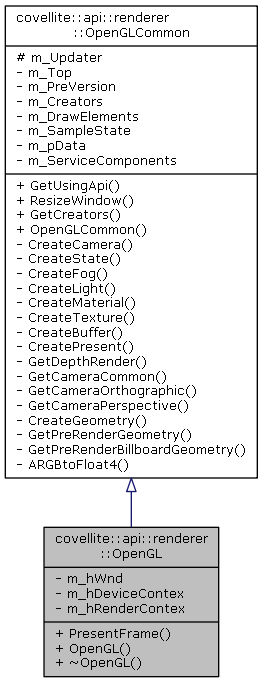 covellite::api::renderer
::OpenGLCommon
# m_Updater
- m_Top
- m_PreVersion
- m_Creators
- m_DrawElements
- m_SampleState
- m_pData
- m_ServiceComponents
+ GetUsingApi()
+ ResizeWindow()
+ GetCreators()
+ OpenGLCommon()
- CreateCamera()
- CreateState()
- CreateFog()
- CreateLight()
- CreateMaterial()
- CreateTexture()
- CreateBuffer()
- CreatePresent()
- GetDepthRender()
- GetCameraCommon()
- GetCameraOrthographic()
- GetCameraPerspective()
- CreateGeometry()
- GetPreRenderGeometry()
- GetPreRenderBillboardGeometry()
- ARGBtoFloat4()
covellite::api::renderer
::OpenGL
- m_hWnd
- m_hDeviceContex
- m_hRenderContex
+ PresentFrame()
+ OpenGL()
+ ~OpenGL()